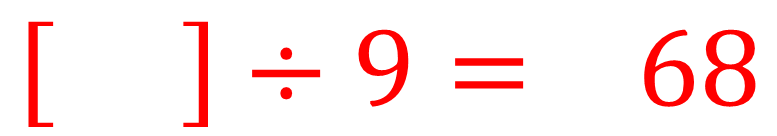 [ ] ÷ 9 = 68